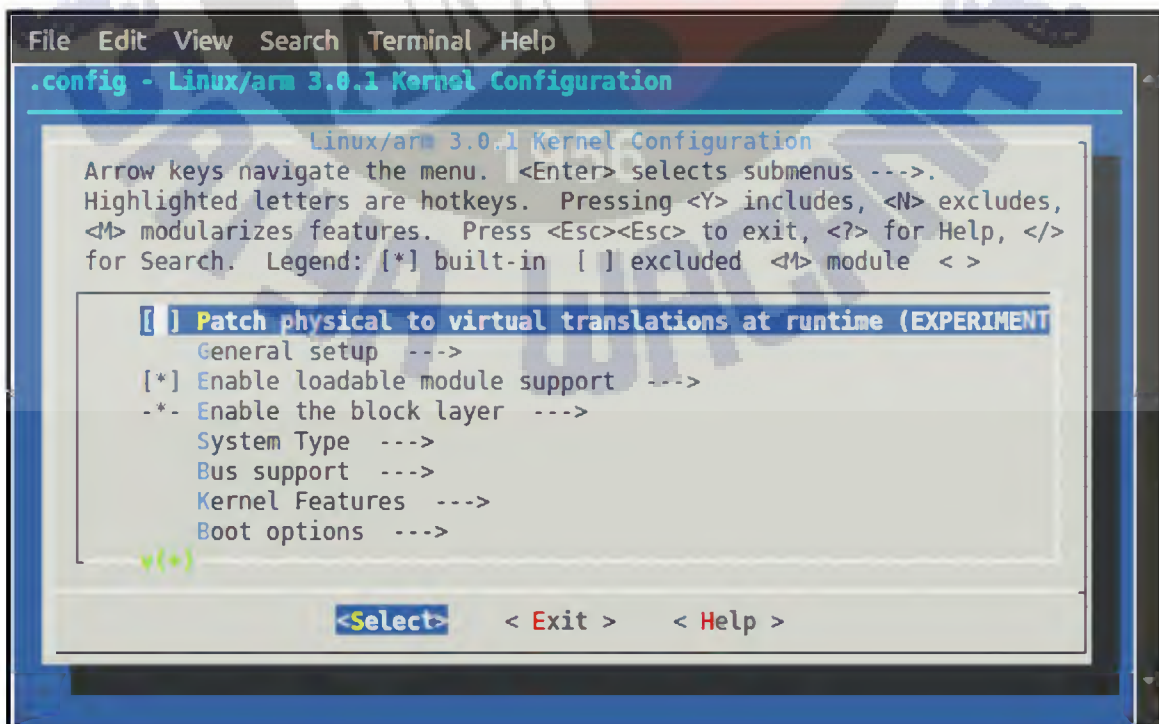 File Edit View Search Terminal Help
.config - Linux/arm 3.0.1 Kernel Configuration
Linux/arm 3.0.1 Kernel Configuration
Arrow keys navigate the menu. <Enter> selects submenus --->.
Highlighted letters are hotkeys. Pressing <Y> includes, <N> excludes,
<M> modularizes features. Press <Esc><Esc> to exit, <?> for Help, </>
for Search. Legend: [*] built-in [ ] excluded <M> module < >
[ ] Patch physical to virtual translations at runtime (EXPERIMENT
General setup --->
[*] Enable loadable module support --->
-*- Enable the block layer --->
System Type --->
Bus support --->
Kernel Features --->
Boot options --->
v(+)
<Select> < Exit > < Help >
1956
SATYA WACANA